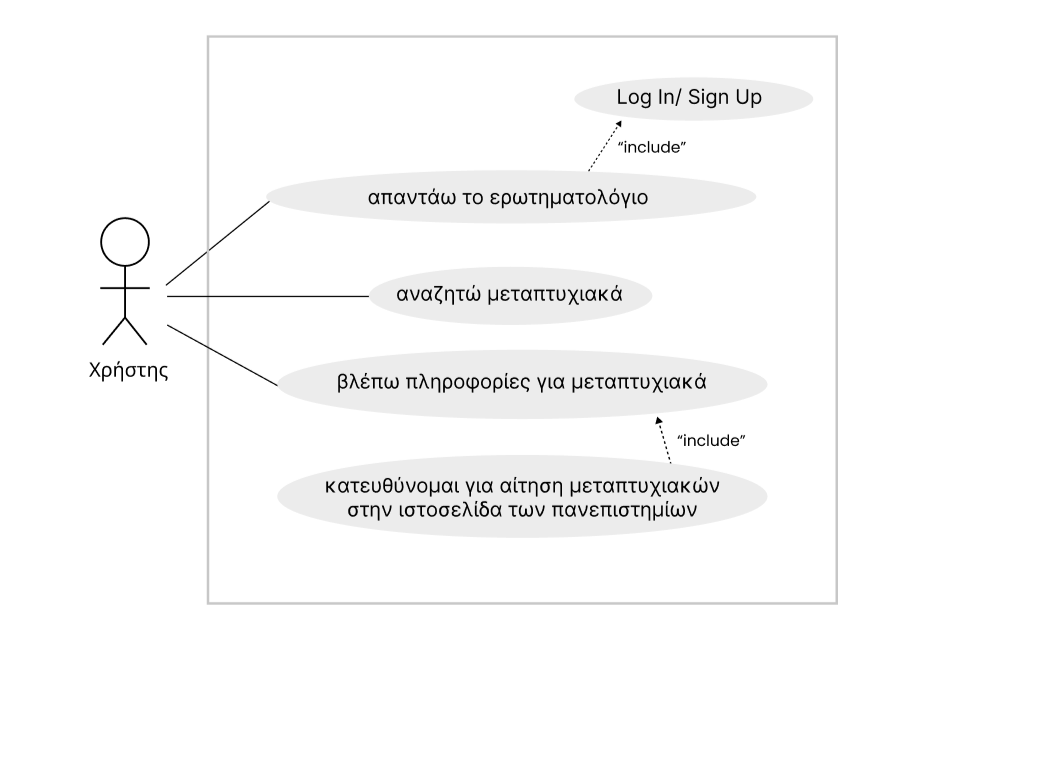 Log In/ Sign Up
“include”
απαντάω το ερωτηματολόγιο
αναζητώ μεταπτυχιακά
Χρήστης
βλέπω πληροφορίες για μεταπτυχιακά
“include”
κατευθύνομαι για αίτηση μεταπτυχιακών
στην ιστοσελίδα των πανεπιστημίων